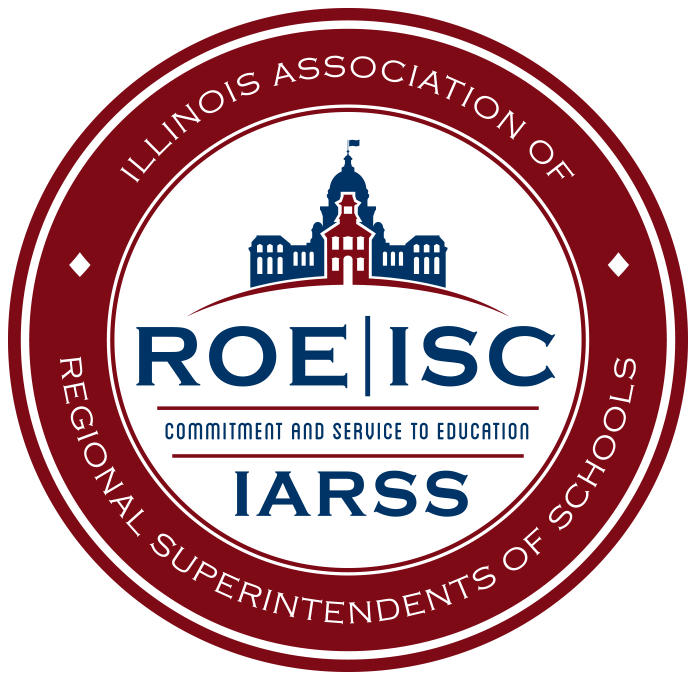 ILLINOIS ASSOCIATION OF
ROE|ISC
COMMITMENT AND SERVICE TO EDUCATION
IARSS
REGIONAL SUPERINTENDENTS OF SCHOOLS